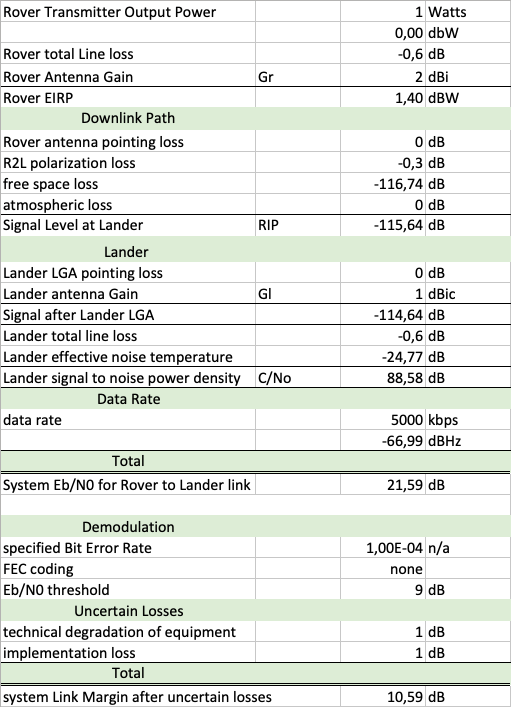 Rover Transmitter Output Power 1 Watts
0,00 dbW
Rover total Line loss -0,6 dB
Rover Antenna Gain Gr 2 dBi
Rover EIRP 1,40 dBW
Downlink Path
Rover antenna pointing loss 0 dB
R2L polarization loss -0,3 dB
free space loss -116,74 dB
atmospheric loss 0 dB
Signal Level at Lander RIP -115,64 dB
Lander
Lander LGA pointing loss 0 dB
Lander antenna Gain Gl 1 dBic
Signal after Lander LGA -114,64 dB
Lander total line loss -0,6 dB
Lander effective noise temperature -24,77 dB
Lander signal to noise power density C/No 88,58 dB
Data Rate
data rate 5000 kbps
-66,99 dBHz
Total
System Eb/N0 for Rover to Lander link 21,59 dB
Demodulation
specified Bit Error Rate 1,00E-04 n/a
FEC coding none
Eb/N0 threshold 9 dB
Uncertain Losses
technical degradation of equipment 1 dB
implementation loss 1 dB
Total
system Link Margin after uncertain losses 10,59 dB